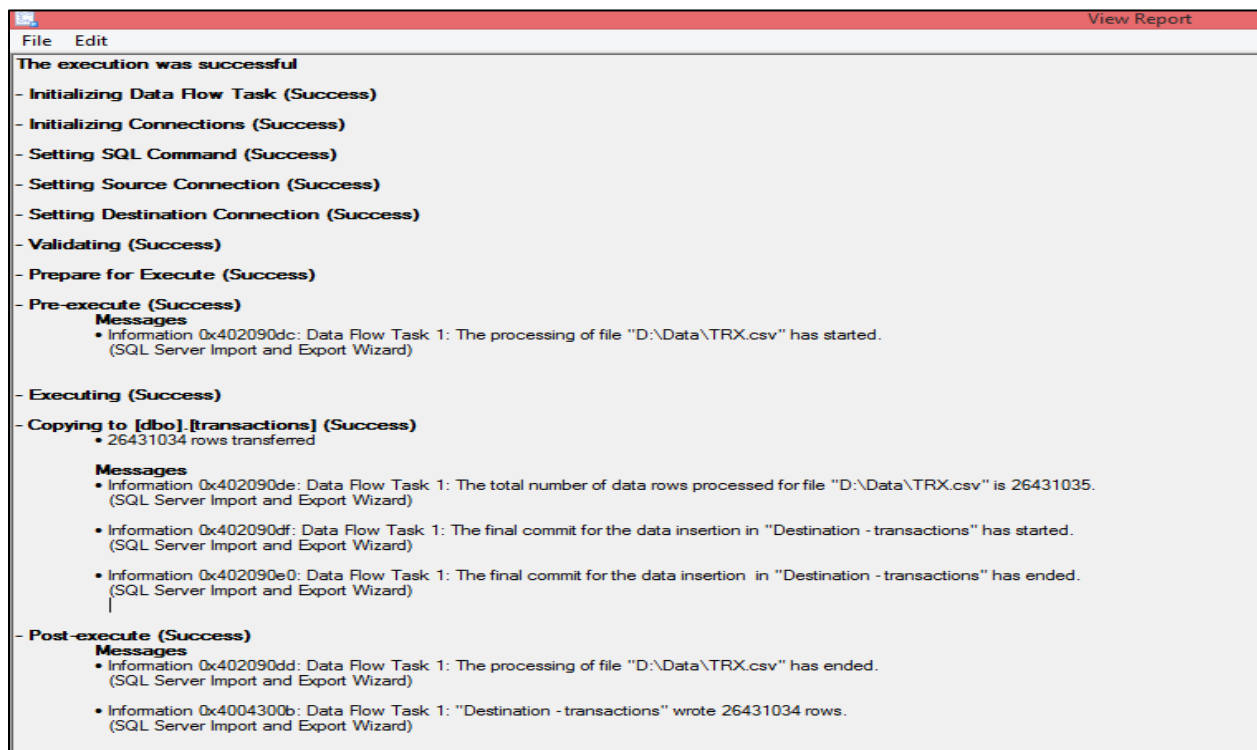 View Report
File Edit
The execution was successful
- Initializing Data Flow Task (Success)
- Initializing Connections (Success)
- Setting SQL Command (Success)
- Setting Source Connection (Success)
- Setting Destination Connection (Success)
- Validating (Success)
- Prepare for Execute (Success)
- Pre-execute (Success)
Messages
• Information 0x402090dc: Data Flow Task 1: The processing of file "D:\Data\TRX.csv" has started.
(SQL Server Import and Export Wizard)
- Executing (Success)
- Copying to [dbo].[transactions] (Success)
• 26431034 rows transferred
Messages
• Information 0x402090de: Data Flow Task 1: The total number of data rows processed for file "D:\Data\TRX.csv" is 26431035.
(SQL Server Import and Export Wizard)
• Information 0x402090df: Data Flow Task 1: The final commit for the data insertion in "Destination - transactions" has started.
(SQL Server Import and Export Wizard)
• Information 0x402090e0: Data Flow Task 1: The final commit for the data insertion  in "Destination - transactions" has ended.
(SQL Server Import and Export Wizard)
- Post-execute (Success)
Messages
• Information 0x402090dd: Data Flow Task 1: The processing of file "D:\Data\TRX.csv" has ended.
(SQL Server Import and Export Wizard)
• Information 0x4004300b: Data Flow Task 1: "Destination - transactions" wrote 26431034 rows.
(SQL Server Import and Export Wizard)